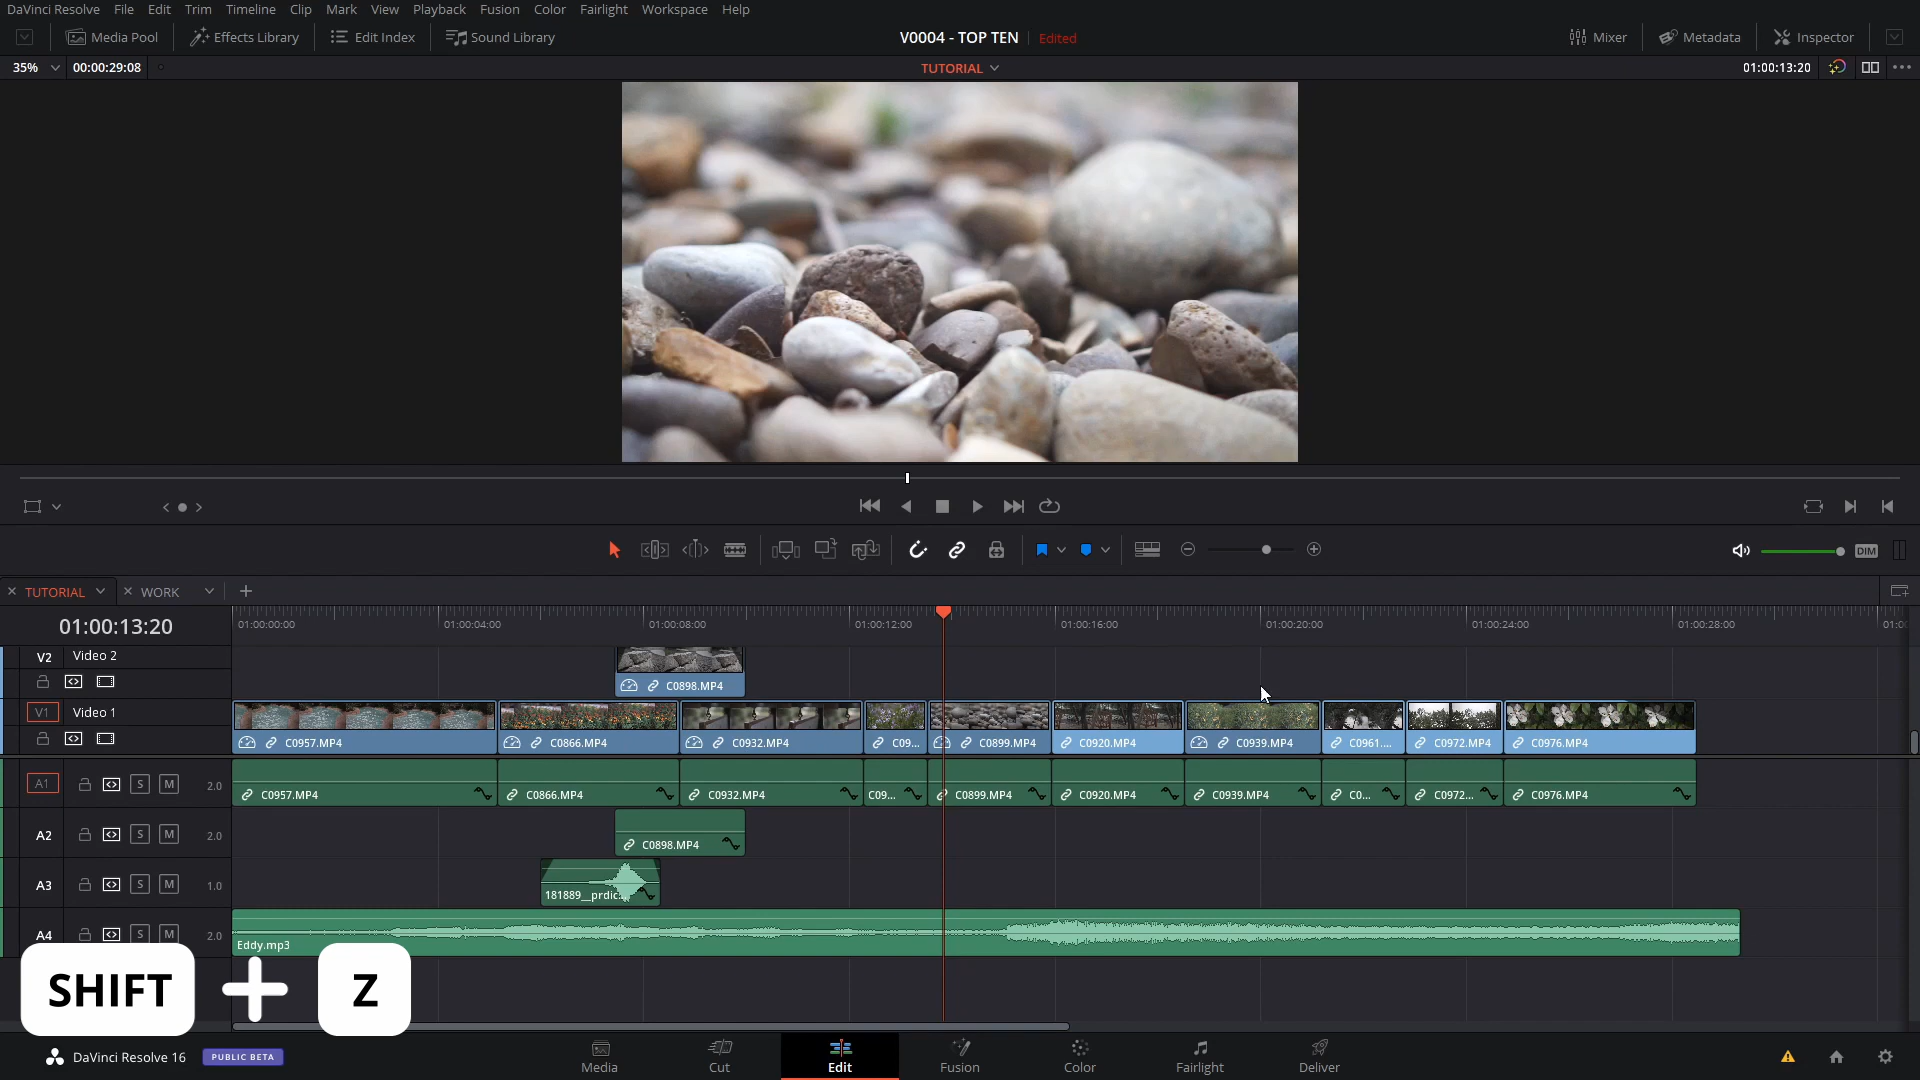 DaVinci Resolve File Edit Trim Timeline Clip Mark View Playback Fusion Color Fairlight Workspace Help
Media Pool Effects Library Edit Index Sound Library V0004 - TOP TEN Edited Mixer Metadata Inspector
35% 00:00:29:08 TUTORIAL 01:00:13:20
DIM
TUTORIAL WORK
01:00:13:20 01:00:00:00 01:00:04:00 01:00:08:00 01:00:12:00 01:00:16:00 01:00:20:00 01:00:24:00 01:00:28:00 01:00
V2 Video 2
C0898.MP4
V1 Video 1
C0957.MP4 C0866.MP4 C0932.MP4 C09... C0899.MP4 C0920.MP4 C0939.MP4 C0961.... C0972.MP4 C0976.MP4
A1 S M 2.0
C0957.MP4 C0866.MP4 C0932.MP4 C09... C0899.MP4 C0920.MP4 C0939.MP4 C0... C0972... C0976.MP4
A2 S M 2.0
C0898.MP4
A3 S M 1.0
181889__prdic...
A4 S M 2.0
Eddy.mp3
SHIFT + Z
DaVinci Resolve 16 PUBLIC BETA Media Cut Edit Fusion Color Fairlight Deliver